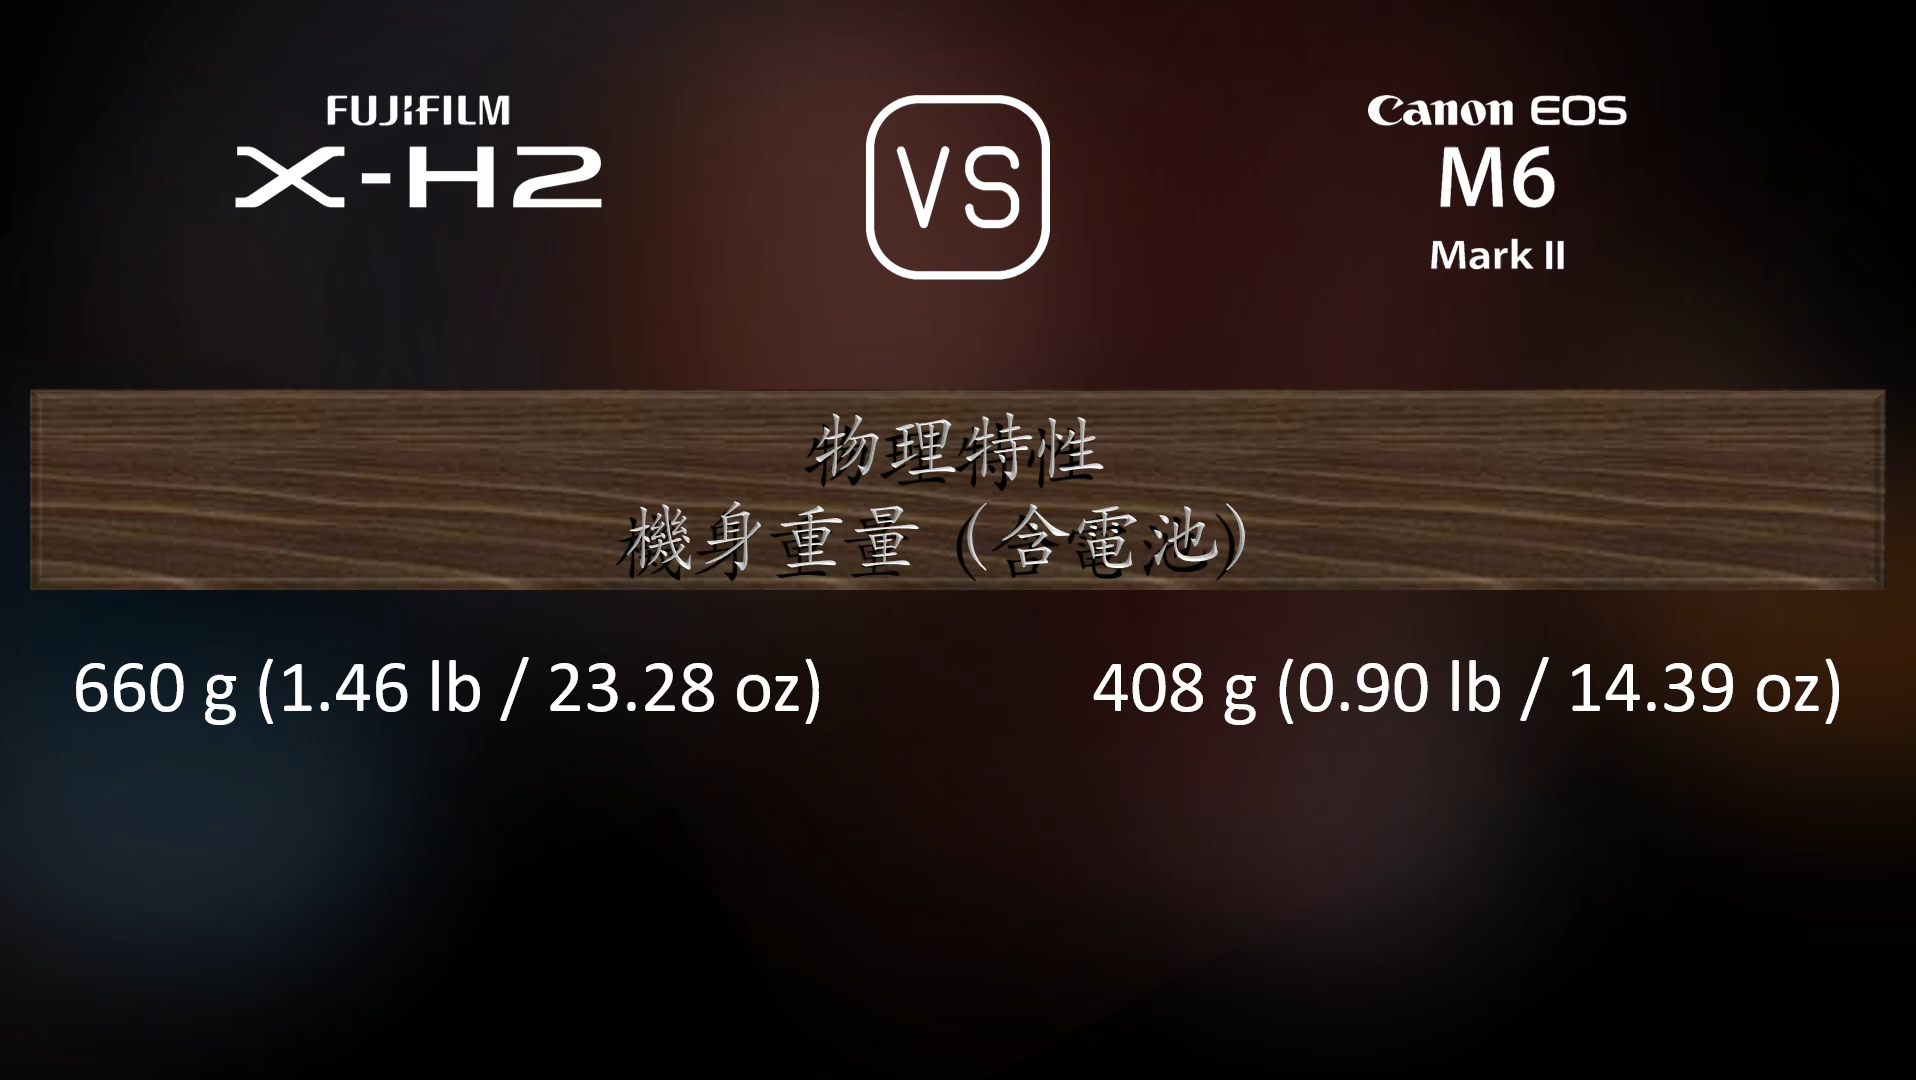 FUJIFILM
X-H2
VS
Canon EOS
M6
Mark II
物理特性
機身重量（含電池）
660 g (1.46 lb / 23.28 oz)
408 g (0.90 lb / 14.39 oz)